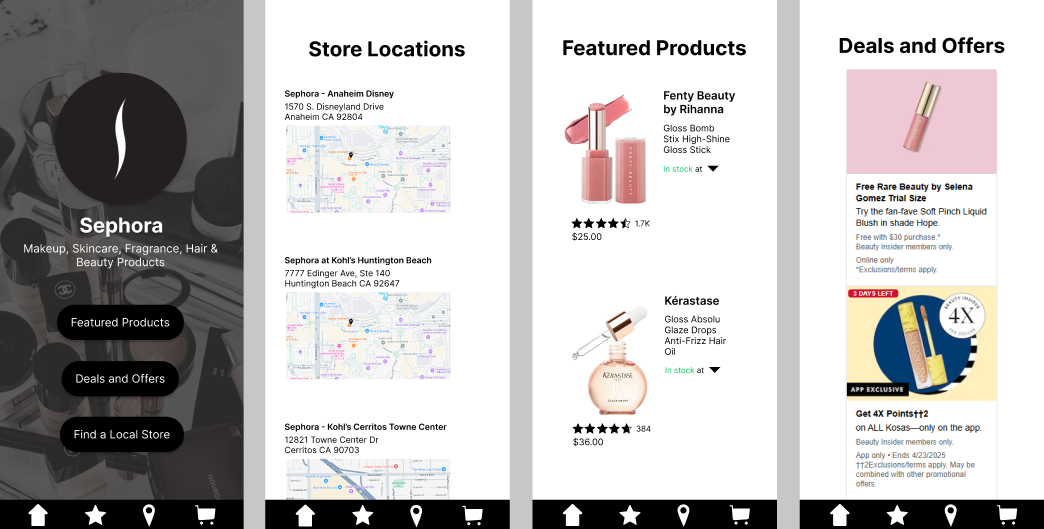 Sephora
Makeup, Skincare, Fragrance, Hair &
Beauty Products
Featured Products
Deals and Offers
Find a Local Store
Store Locations
Sephora - Anaheim Disney
1570 S. Disneyland Drive
Anaheim CA 92804
Sephora at Kohl's Huntington Beach
7777 Edinger Ave, Ste 140
Huntington Beach CA 92647
Sephora - Kohl's Cerritos Towne Center
12821 Towne Center Dr
Cerritos CA 90703
Featured Products
Fenty Beauty
by Rihanna
Gloss Bomb
Stix High-Shine
Gloss Stick
In stock at
FENTY BEAUTY
1.7K
$25.00
Kérastase
Gloss Absolu
Glaze Drops
Anti-Frizz Hair
Oil
In stock at
KÉRASTASE
384
$36.00
Deals and Offers
Free Rare Beauty by Selena
Gomez Trial Size
Try the fan-fave Soft Pinch Liquid
Blush in shade Hope.
Free with $30 purchase.*
Beauty Insider members only.
Online only
*Exclusions/terms apply.
3 DAYS LEFT
BEAUTY INSIDER
4X
PER DOLLAR
APP EXCLUSIVE
Get 4X Points††2
on ALL Kosas—only on the app.
Beauty Insider members only.
App only • Ends 4/23/2025
††2Exclusions/terms apply. May be
combined with other promotional
offers.